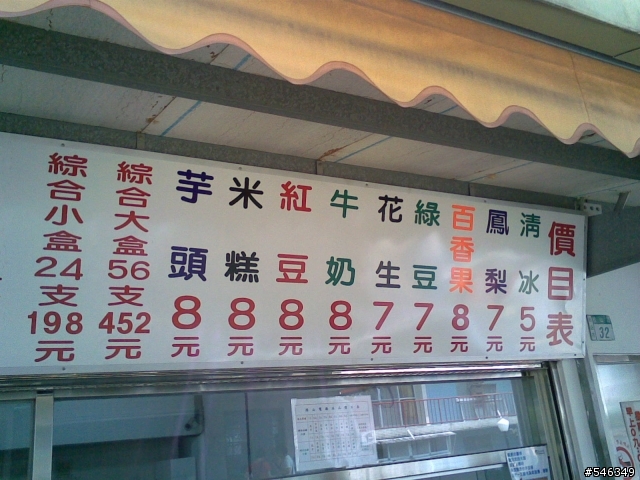 價目表
清冰5元
鳳梨7元
百香果8元
綠豆7元
花生7元
牛奶8元
紅豆8元
米糕8元
芋頭8元
綜合大盒56支452元
綜合小盒24支198元
32
#546349